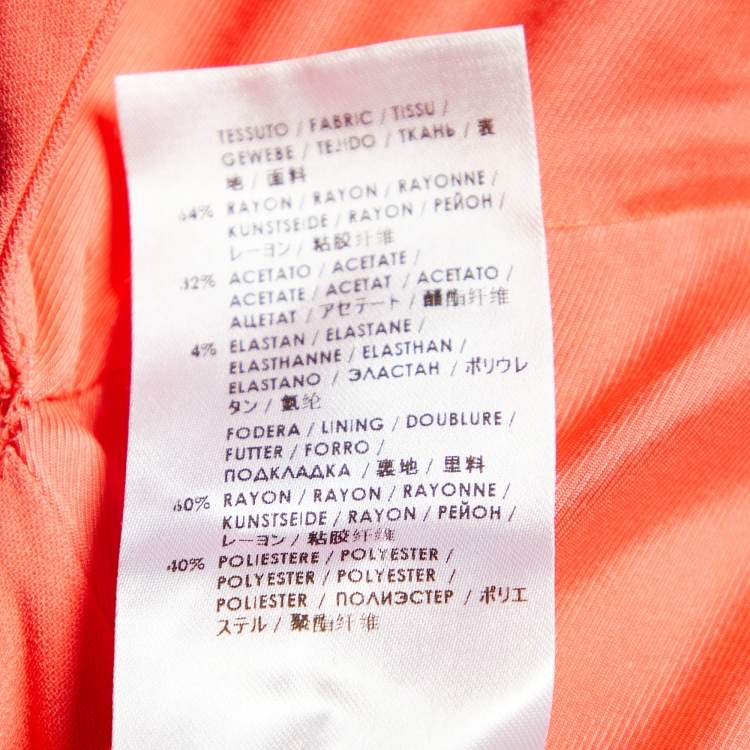 TESSUTO / FABRIC / TISSU /
GEWEBE / TEJIDO / ТКАНЬ / 裏
地 / 面料
64% RAYON / RAYON / RAYONNE /
KUNSTSEIDE / RAYON / РЕЙОН /
レーヨン / 粘胶纤维
32% ACETATO / ACETATE /
ACETATE / ACETAT / ACETATO /
АЦЕТАТ / アセテート / 醋酯纤维
4% ELASTAN / ELASTANE /
ELASTHANNE / ELASTHAN /
ELASTANO / ЭЛАСТАН / ポリウレ
タン / 氨纶
FODERA / LINING / DOUBLURE /
FUTTER / FORRO /
ПОДКЛАДКА / 裏地 / 里料
60% RAYON / RAYON / RAYONNE /
KUNSTSEIDE / RAYON / РЕЙОН /
レーヨン / 粘胶纤维
40% POLIESTERE / POLYESTER /
POLYESTER / POLYESTER /
POLIESTER / ПОЛИЭСТЕР / ポリエ
ステル / 聚酯纤维